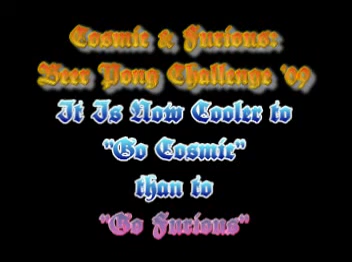 Cosmic & Furious:
Beer Pong Challenge '09
It Is Now Cooler to
"Go Cosmic"
than to
"Go Furious"